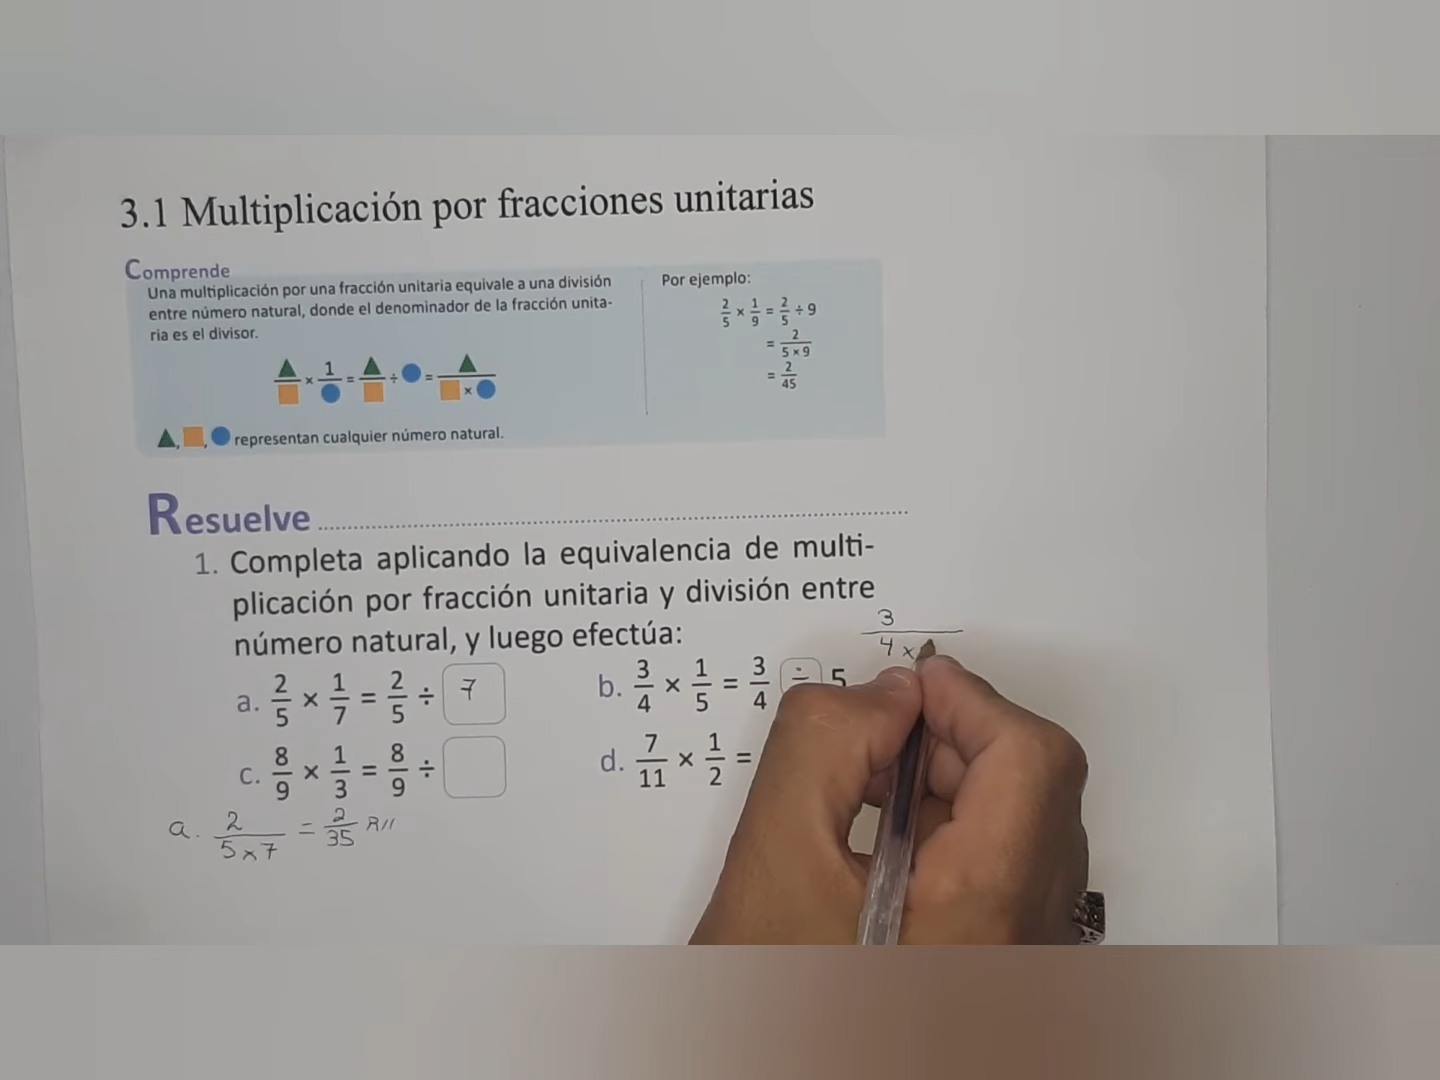 3.1 Multiplicación por fracciones unitarias
Comprende
Una multiplicación por una fracción unitaria equivale a una división
entre número natural, donde el denominador de la fracción unita-
ria es el divisor.
▲/■ × 1/● = ▲/■ ÷ ● = ▲/(■ × ●)
▲, ■, ● representan cualquier número natural.
Por ejemplo:
2/5 × 1/9 = 2/5 ÷ 9
= 2/(5 × 9)
= 2/45
Resuelve
1. Completa aplicando la equivalencia de multi-
plicación por fracción unitaria y división entre
número natural, y luego efectúa:
a. 2/5 × 1/7 = 2/5 ÷ 7
b. 3/4 × 1/5 = 3/4 ÷ 5
3/(4 ×
c. 8/9 × 1/3 = 8/9 ÷
d. 7/11 × 1/2 =
a. 2/(5 × 7) = 2/35 R//